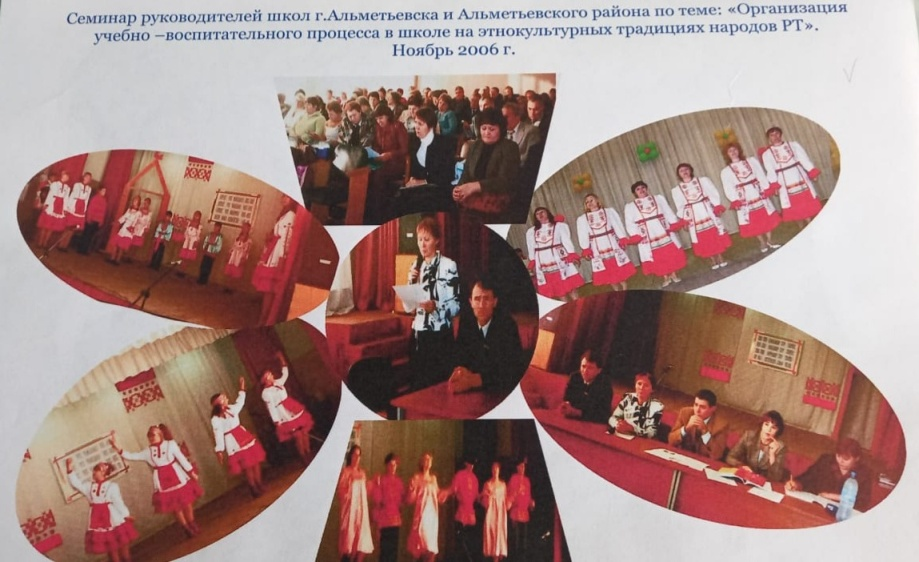 Семинар руководителей школ г.Альметьевска и Альметьевского района по теме: «Организация
учебно –воспитательного процесса в школе на этнокультурных традициях народов РТ».
Ноябрь 2006 г.